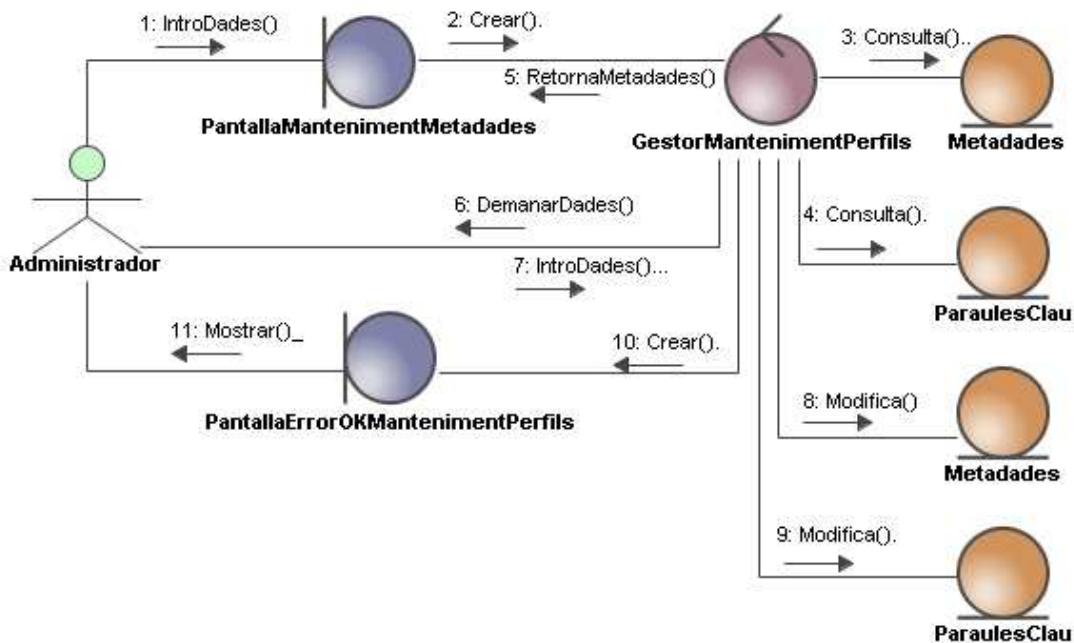 1: IntroDades()
2: Crear().
3: Consulta()..
5: RetornaMetadades()
PantallaMantenimentMetadades
GestorMantenimentPerfils
Metadades
6: DemanarDades()
4: Consulta().
Administrador
7: IntroDades()...
ParaulesClau
11: Mostrar()_
10: Crear().
8: Modifica()
PantallaErrorOKMantenimentPerfils
Metadades
9: Modifica().
ParaulesClau